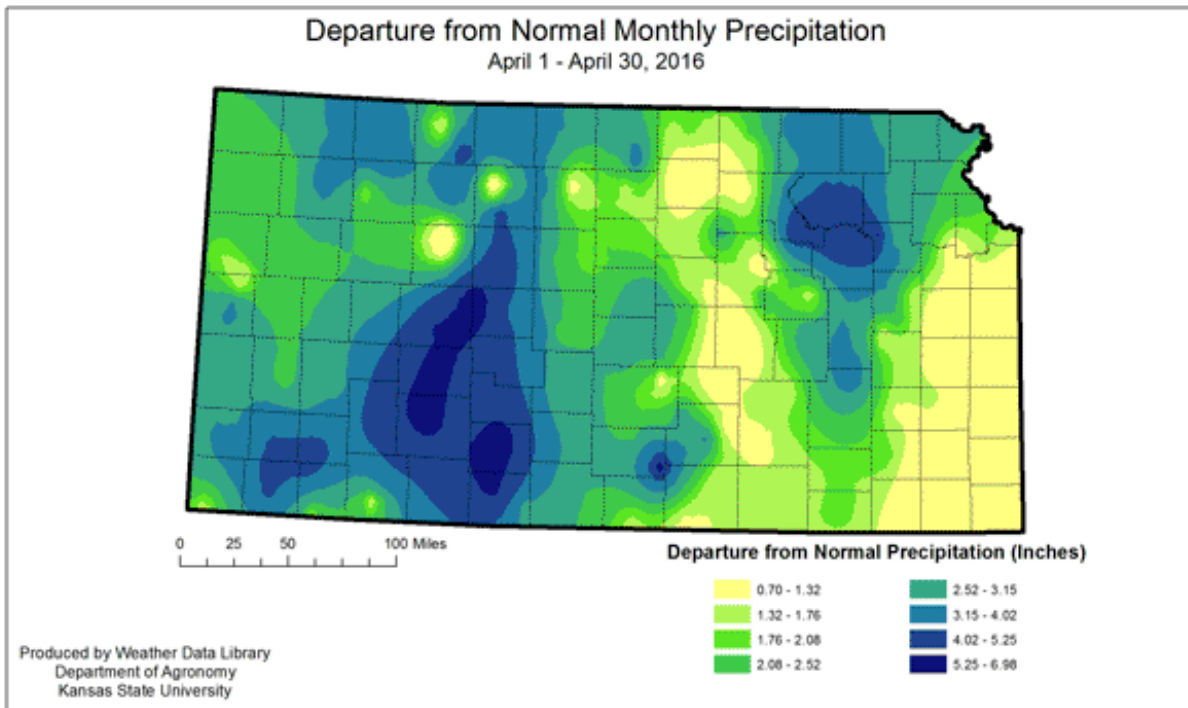 Departure from Normal Monthly Precipitation
April 1 - April 30, 2016
0 25 50 100 Miles
Departure from Normal Precipitation (Inches)
0.70 - 1.32
1.32 - 1.76
1.76 - 2.08
2.08 - 2.52
2.52 - 3.15
3.15 - 4.02
4.02 - 5.25
5.25 - 6.98
Produced by Weather Data Library
Department of Agronomy
Kansas State University